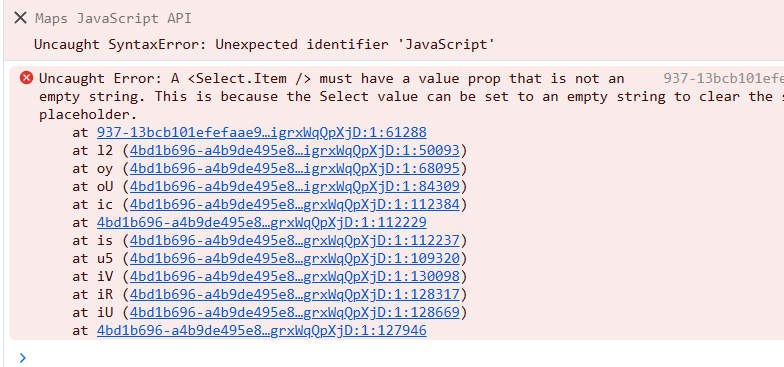 Maps JavaScript API
Uncaught SyntaxError: Unexpected identifier 'JavaScript'
Uncaught Error: A <Select.Item /> must have a value prop that is not an 937-13bcb101efe
empty string. This is because the Select value can be set to an empty string to clear the s
placeholder.
at 937-13bcb101efefaae9…igrxWqQpXjD:1:61288
at l2 (4bd1b696-a4b9de495e8…igrxWqQpXjD:1:50093)
at oy (4bd1b696-a4b9de495e8…igrxWqQpXjD:1:68095)
at oU (4bd1b696-a4b9de495e8…igrxWqQpXjD:1:84309)
at ic (4bd1b696-a4b9de495e8…grxWqQpXjD:1:112384)
at 4bd1b696-a4b9de495e8…grxWqQpXjD:1:112229
at is (4bd1b696-a4b9de495e8…grxWqQpXjD:1:112237)
at u5 (4bd1b696-a4b9de495e8…grxWqQpXjD:1:109320)
at iV (4bd1b696-a4b9de495e8…grxWqQpXjD:1:130098)
at iR (4bd1b696-a4b9de495e8…grxWqQpXjD:1:128317)
at iU (4bd1b696-a4b9de495e8…grxWqQpXjD:1:128669)
at 4bd1b696-a4b9de495e8…grxWqQpXjD:1:127946